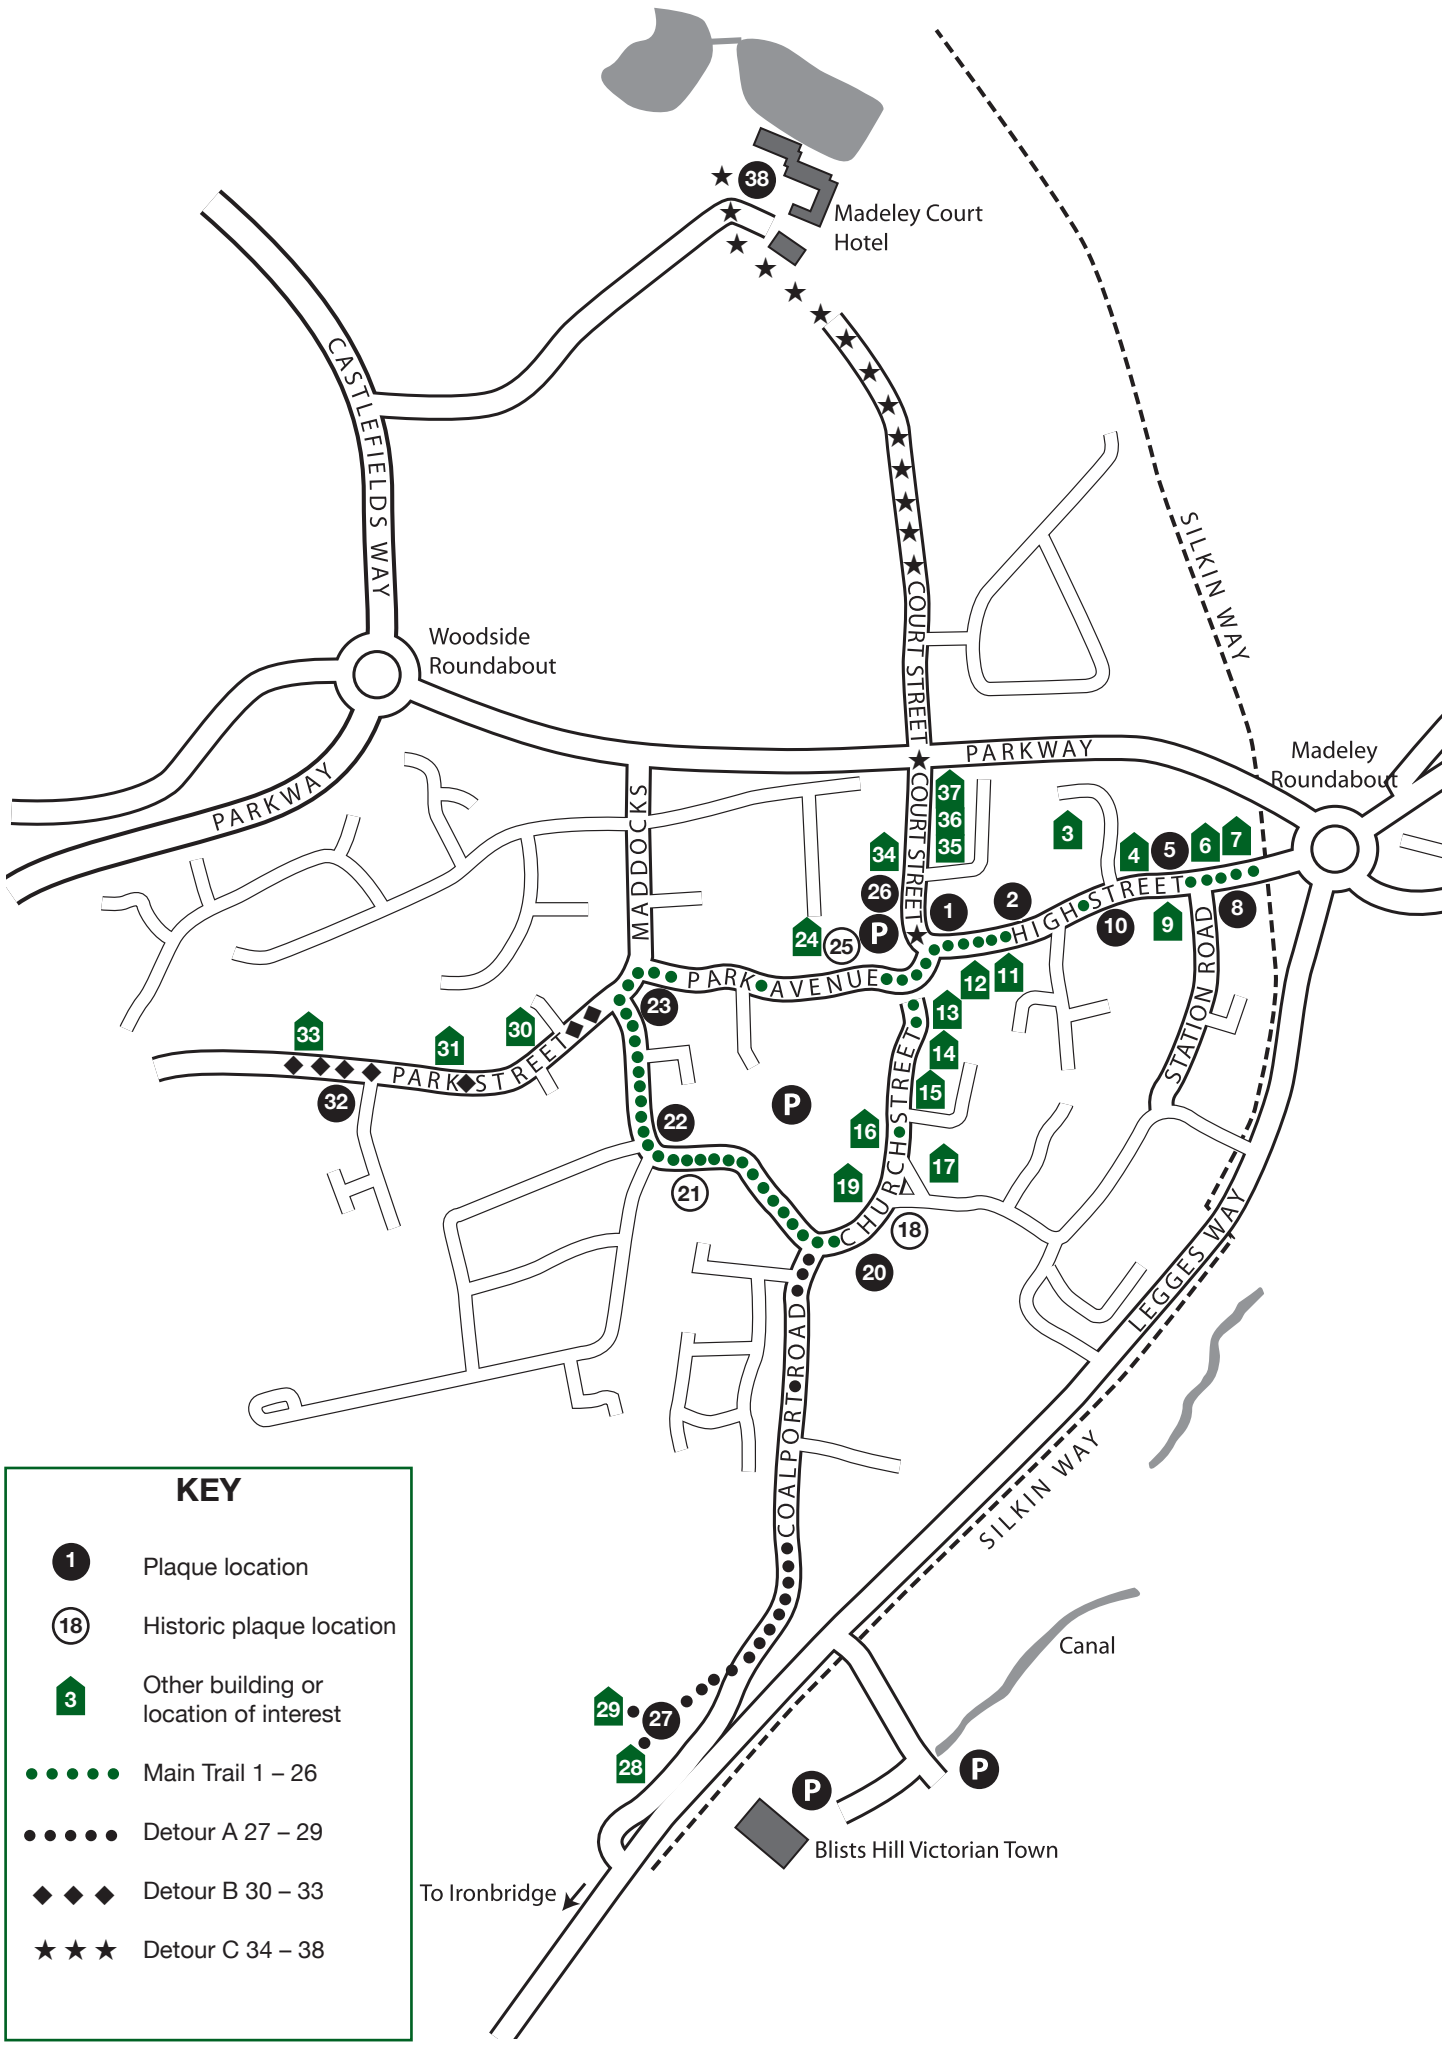 38
Madeley Court
Hotel
CASTLEFIELDS WAY
SILKIN WAY
COURT STREET
Woodside
Roundabout
PARKWAY
PARKWAY
Madeley
Roundabout
MADDOCKS
COURT STREET
37
36
35
34
26
3
4
5
6
7
1
2
HIGH STREET
8
9
10
P
24
25
11
12
13
PARK AVENUE
23
STATION ROAD
33
31
30
PARK STREET
32
14
15
16
17
CHURCH STREET
P
22
21
19
18
20
LEGGES WAY
COALPORT ROAD
SILKIN WAY
KEY
1 Plaque location
18 Historic plaque location
3 Other building or
location of interest
Main Trail 1 – 26
Detour A 27 – 29
Detour B 30 – 33
Detour C 34 – 38
Canal
29
27
28
P
P
Blists Hill Victorian Town
To Ironbridge